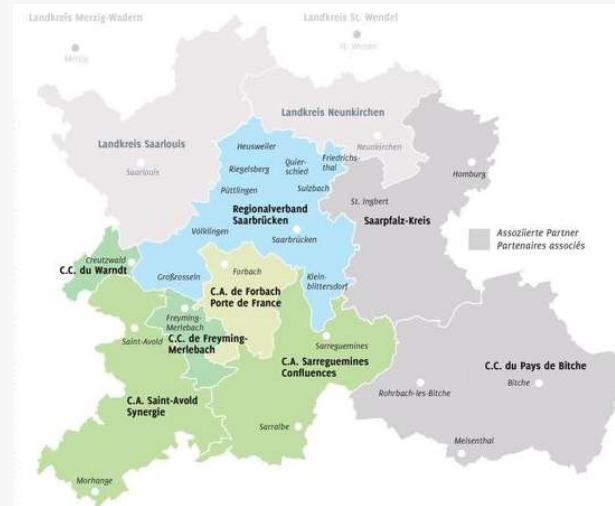 Landkreis Merzig-Wadern
Landkreis St. Wendel
Merzig
St. Wendel
Landkreis Neunkirchen
Landkreis Saarlouis
Heusweiler
Friedrichs-
thal
Neunkirchen
Quier-
schied
Saarlouis
Riegelsberg
Homburg
Püttlingen
Sulzbach
St. Ingbert
Regionalverband
Saarbrücken
Saarpfalz-Kreis
Völklingen
Saarbrücken
Assoziierte Partner
Partenaires associés
Creutzwald
C.C. du Warndt
Großrosseln
Forbach
Klein-
blittersdorf
C.A. de Forbach
Porte de France
Freyming-
Merlebach
Saint-Avold
C.C. de Freyming-
Merlebach
Sarreguemines
C.A. Sarreguemines
Confluences
C.C. du Pays de Bitche
Bitche
Rohrbach-les-Bitche
C.A. Saint-Avold
Synergie
Sarralbe
Meisenthal
Morhange